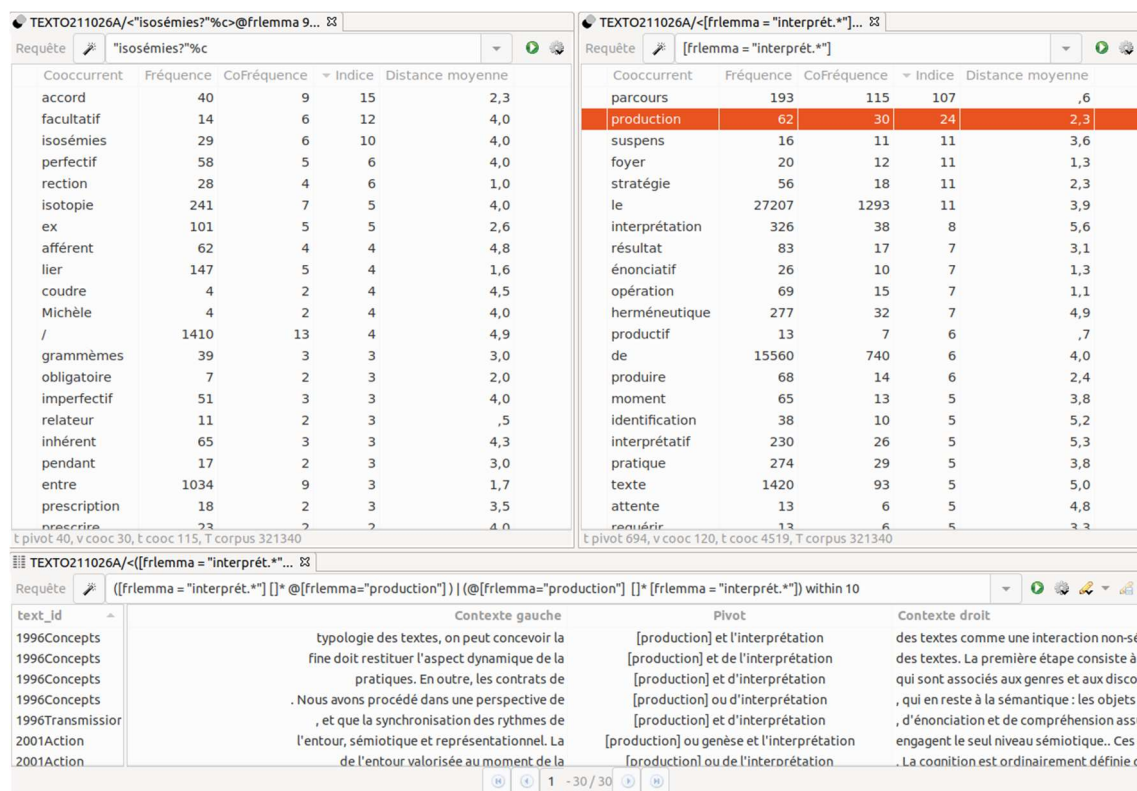 TEXTO211026A/<"isosémies?"%c>@frlemma 9...
Requête "isosémies?"%c
Cooccurrent Fréquence CoFréquence Indice Distance moyenne
accord 40 9 15 2,3
facultatif 14 6 12 4,0
isosémies 29 6 10 4,0
perfectif 58 5 6 4,0
rection 28 4 6 1,0
isotopie 241 7 5 4,0
ex 101 5 5 2,6
afférent 62 4 4 4,8
lier 147 5 4 1,6
coudre 4 2 4 4,5
Michèle 4 2 4 4,0
/ 1410 13 4 4,9
grammèmes 39 3 3 3,0
obligatoire 7 2 3 2,0
imperfectif 51 3 3 4,0
relateur 11 2 3 ,5
inhérent 65 3 3 4,3
pendant 17 2 3 3,0
entre 1034 9 3 1,7
prescription 18 2 3 3,5
prescrire 23 2 2 4,0
t pivot 40, v cooc 30, t cooc 115, T corpus 321340
TEXTO211026A/<[frlemma = "interprét.*"]...
Requête [frlemma = "interprét.*"]
Cooccurrent Fréquence CoFréquence Indice Distance moyenne
parcours 193 115 107 ,6
production 62 30 24 2,3
suspens 16 11 11 3,6
foyer 20 12 11 1,3
stratégie 56 18 11 2,3
le 27207 1293 11 3,9
interprétation 326 38 8 5,6
résultat 83 17 7 3,1
énonciatif 26 10 7 1,3
opération 69 15 7 1,1
herméneutique 277 32 7 4,9
productif 13 7 6 ,7
de 15560 740 6 4,0
produire 68 14 6 2,4
moment 65 13 5 3,8
identification 38 10 5 5,2
interprétatif 230 26 5 5,3
pratique 274 29 5 3,8
texte 1420 93 5 5,0
attente 13 6 5 4,8
requérir 13 6 5 3,3
t pivot 694, v cooc 120, t cooc 4519, T corpus 321340
TEXTO211026A/<([frlemma = "interprét.*"...
Requête ([frlemma = "interprét.*"] []* @[frlemma="production"] ) | (@[frlemma="production"] []* [frlemma = "interprét.*"]) within 10
text_id Contexte gauche Pivot Contexte droit
1996Concepts typologie des textes, on peut concevoir la [production] et l'interprétation des textes comme une interaction non-sé
1996Concepts fine doit restituer l'aspect dynamique de la [production] et de l'interprétation des textes. La première étape consiste à
1996Concepts pratiques. En outre, les contrats de [production] et d'interprétation qui sont associés aux genres et aux disco
1996Concepts . Nous avons procédé dans une perspective de [production] ou d'interprétation , qui en reste à la sémantique : les objets
1996Transmission , et que la synchronisation des rythmes de [production] et d'interprétation , d'énonciation et de compréhension ass
2001Action l'entour, sémiotique et représentationnel. La [production] ou genèse et l'interprétation engagent le seul niveau sémiotique.. Ces
2001Action de l'entour valorisée au moment de la [production] ou de l'interprétation . La cognition est ordinairement définie
1 - 30 / 30